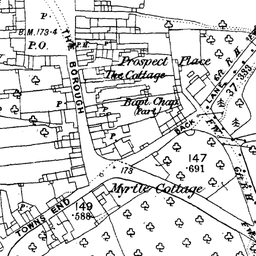 P
B.M. 173·4
P.O.
P
P.M.
THE BOROUGH
Prospect Place
The Cottage
P
Bapt. Chap.
(Part)
P
BACK LANE
G.R.
37
173
147
·691
Myrtle Cottage
TOWNS END
149
·588